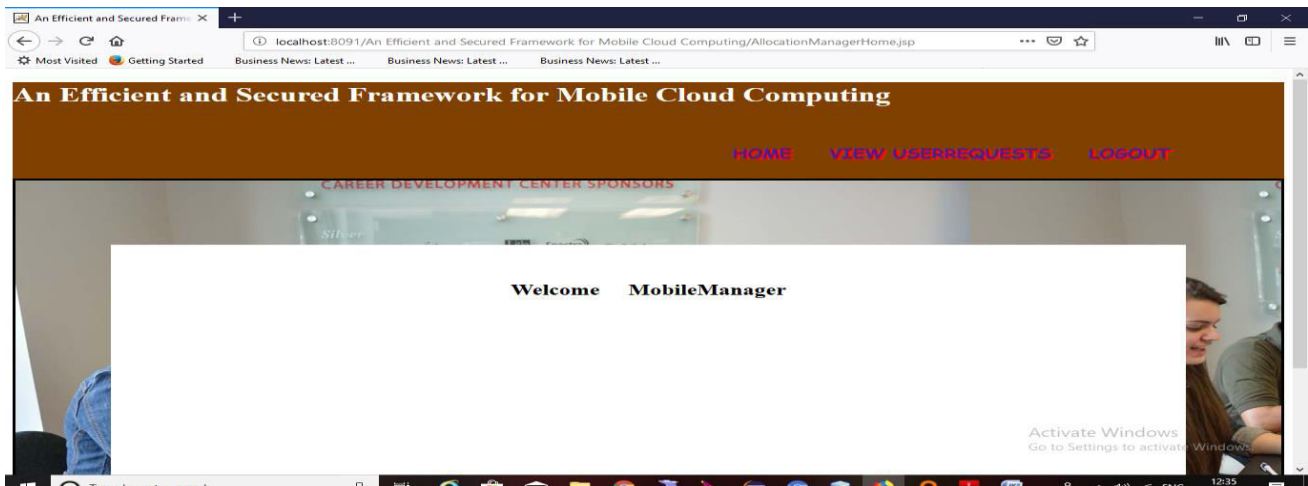 An Efficient and Secured Fram
localhost:8091/An Efficient and Secured Framework for Mobile Cloud Computing/AllocationManagerHome.jsp
Most Visited Getting Started Business News: Latest ... Business News: Latest ... Business News: Latest ...
An Efficient and Secured Framework for Mobile Cloud Computing
HOME VIEW USERREQUESTS LOGOUT
CAREER DEVELOPMENT CENTER SPONSORS
Silver
Welcome MobileManager
Activate Windows
Go to Settings to activate Windows.
12:35
ENG